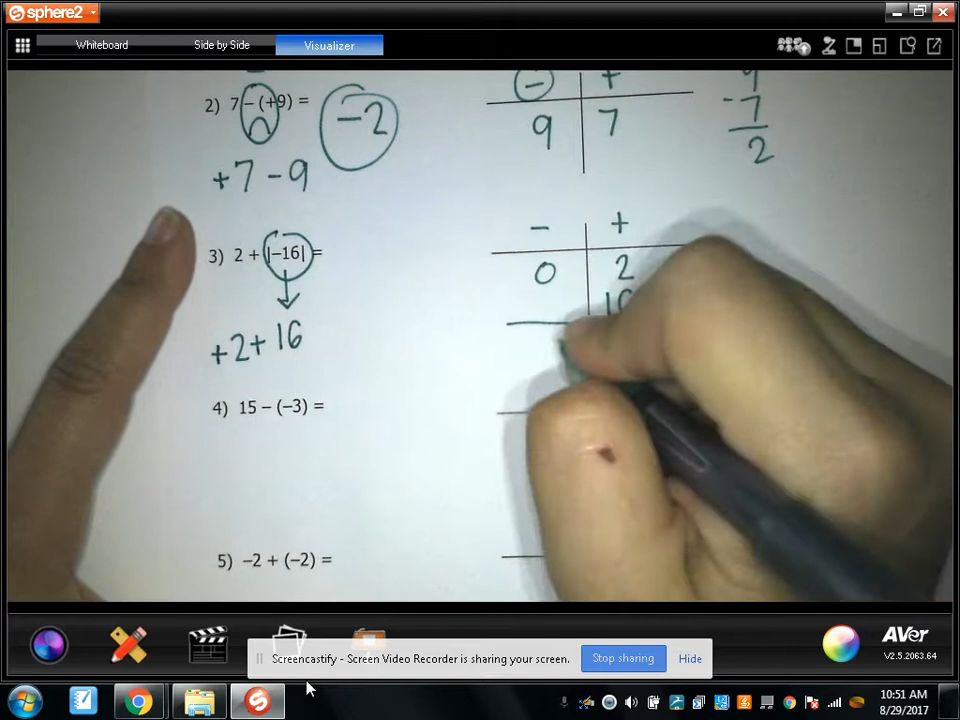 sphere2
Whiteboard
Side by Side
Visualizer
2) 7 – (+9) = -2
+7 - 9
- +
9 7
-7
2
3) 2 + |–16| =
+2+ 16
- +
0 2
4) 15 – (–3) =
5) –2 + (–2) =
Screencastify - Screen Video Recorder is sharing your screen.
Stop sharing
Hide
AVer
V2.5.2063.64
10:51 AM
8/29/2017